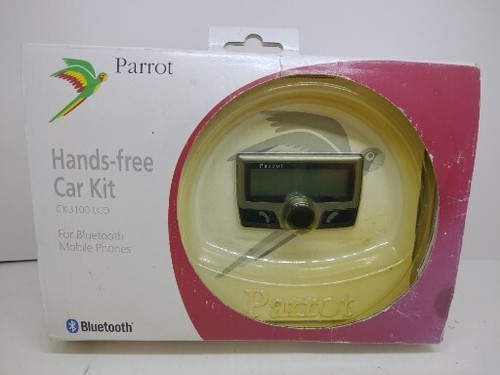 Parrot
Hands-free
Car Kit
CK3100 LCD
For Bluetooth
Mobile Phones
Bluetooth
Parrot
Parrot